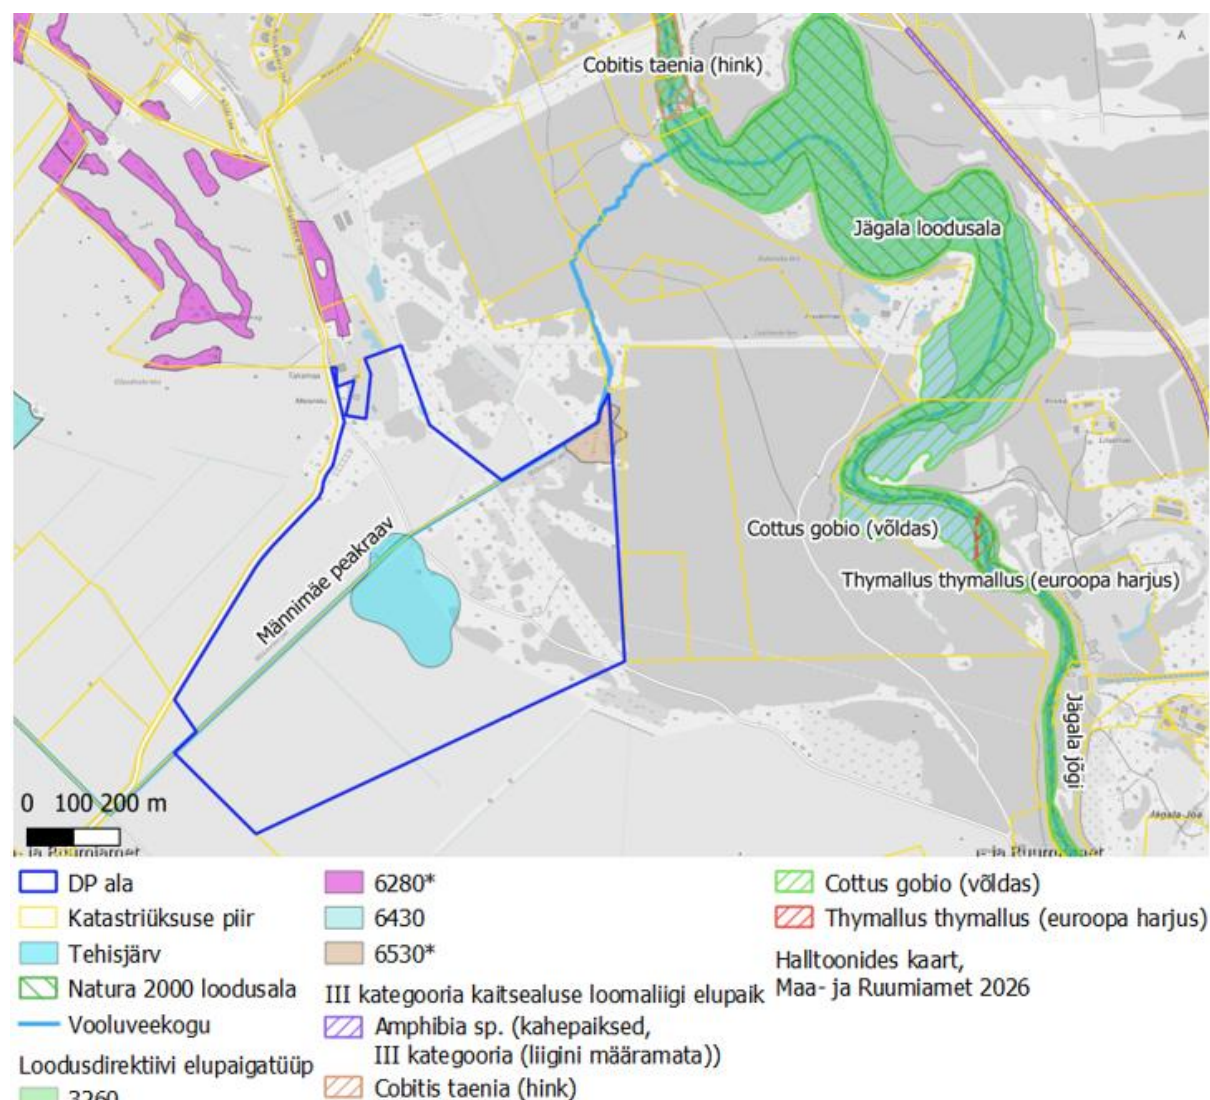 Cobitis taenia (hink)
Jägala loodusala
Männimäe peakraav
Cottus gobio (võldas)
Thymallus thymallus (euroopa harjus)
Jägala jõgi
Jägala-Joa
0 100 200 m
DP ala
Katastriüksuse piir
Tehisjärv
Natura 2000 loodusala
Vooluveekogu
Loodusdirektiivi elupaigatüüp
3260
6280*
6430
6530*
III kategooria kaitsealuse loomaliigi elupaik
Amphibia sp. (kahepaiksed,
III kategooria (liigini määramata))
Cobitis taenia (hink)
Cottus gobio (võldas)
Thymallus thymallus (euroopa harjus)
Halltoonides kaart,
Maa- ja Ruumiamet 2026